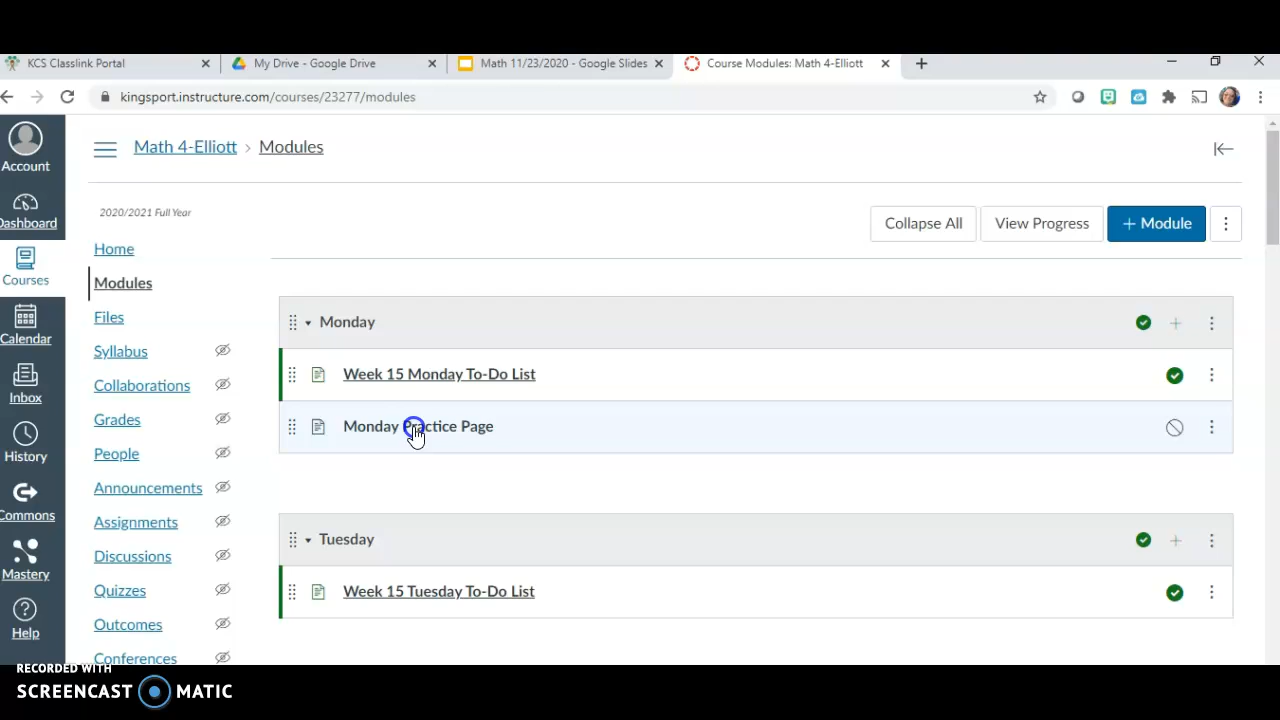 KCS Classlink Portal
My Drive - Google Drive
Math 11/23/2020 - Google Slides
Course Modules: Math 4-Elliott
kingsport.instructure.com/courses/23277/modules
Account
Dashboard
Courses
Calendar
Inbox
History
Commons
Mastery
Help
Math 4-Elliott > Modules
2020/2021 Full Year
Home
Modules
Files
Syllabus
Collaborations
Grades
People
Announcements
Assignments
Discussions
Quizzes
Outcomes
Conferences
Collapse All
View Progress
+ Module
Monday
Week 15 Monday To-Do List
Monday Practice Page
Tuesday
Week 15 Tuesday To-Do List
RECORDED WITH
SCREENCAST MATIC